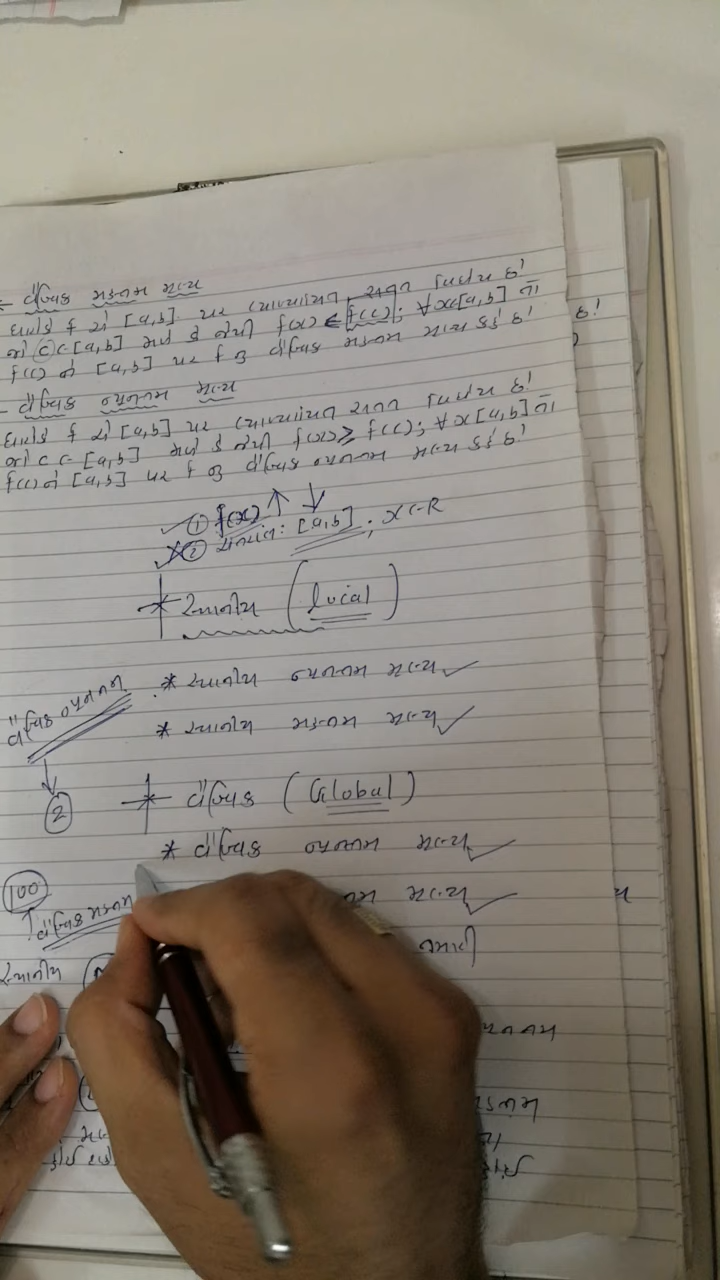 – વૈશ્વિક મહત્તમ મૂલ્ય
ધારો કે f એ [a,b] પર વ્યાખ્યાયિત સતત વિધેય છે!
જો c ∈ [a,b] મળે કે જેથી f(x) ≤ f(c); ∀ x∈[a,b] તો
f(c) ને [a,b] પર f નું વૈશ્વિક મહત્તમ મૂલ્ય કહે છે!
– વૈશ્વિક ન્યૂનતમ મૂલ્ય
ધારો કે f એ [a,b] પર વ્યાખ્યાયિત સતત વિધેય છે!
જો c ∈ [a,b] મળે કે જેથી f(x) ≥ f(c); ∀ x[a,b] તો
f(c) ને [a,b] પર f નું વૈશ્વિક ન્યૂનતમ મૂલ્ય કહે છે!
① f(x) ↑ ↓
② અંતરાલ: [a,b] ; x∈R
* સ્થાનીય (local)
* સ્થાનીય ન્યૂનતમ મૂલ્ય ✓
* સ્થાનીય મહત્તમ મૂલ્ય ✓
વૈશ્વિક ન્યૂનતમ
2
* વૈશ્વિક (Global)
* વૈશ્વિક ન્યૂનતમ મૂલ્ય ✓
100
મૂલ્ય ✓
વૈશ્વિક મહત્તમ
સ્થાનીય